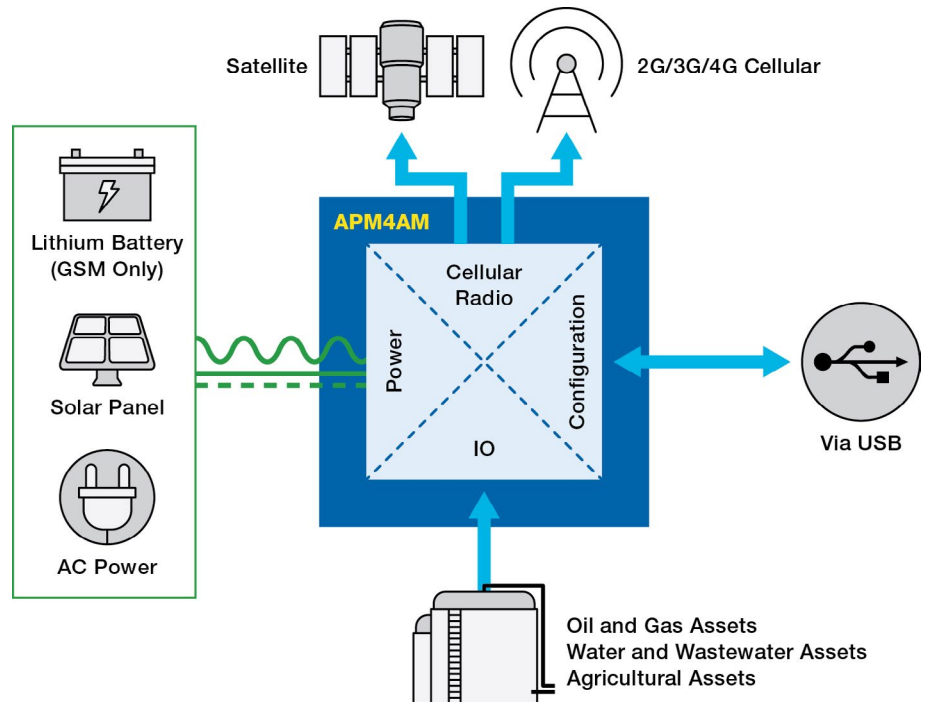 Satellite
2G/3G/4G Cellular
Lithium Battery
(GSM Only)
Solar Panel
AC Power
APM4AM
Cellular
Radio
Power
Configuration
IO
Via USB
Oil and Gas Assets
Water and Wastewater Assets
Agricultural Assets